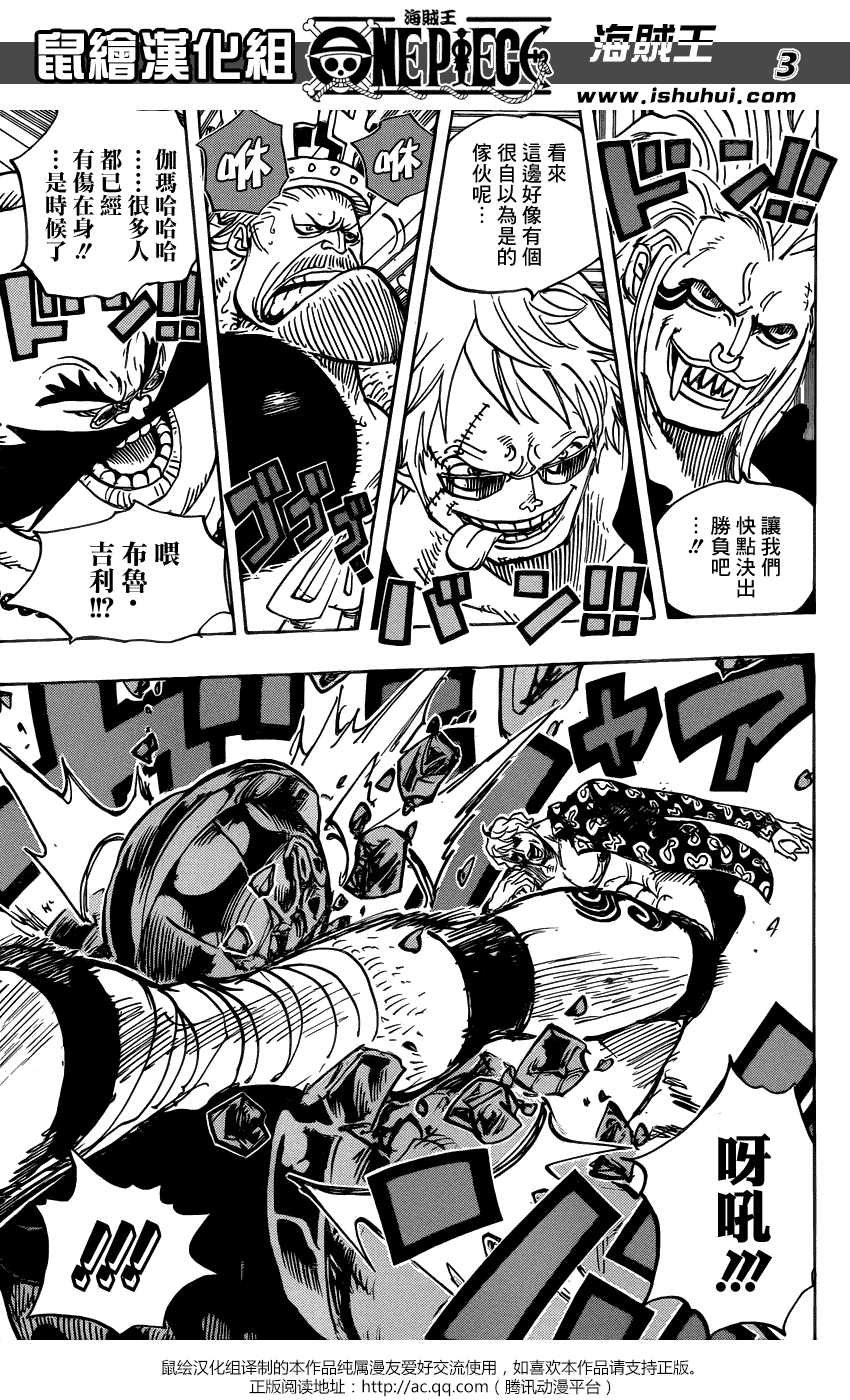 鼠繪漢化組
海賊王
ONE PIECE
海賊王
www.ishuhui.com
3
ドン!!
讓我們
快點決出
勝負吧
…!!
看來
這邊好像有個
很自以為是的
傢伙呢…
バン!!
咻
咻
ゴゴゴ
伽瑪哈哈哈
……很多人
都已經
有傷在身!!
…是時候了
ドン!!
喂
布魯·
吉利!!?
呀吼!!!
!!!
鼠绘汉化组译制的本作品纯属漫友爱好交流使用，如喜欢本作品请支持正版。
正版阅读地址：http://ac.qq.com（腾讯动漫平台）